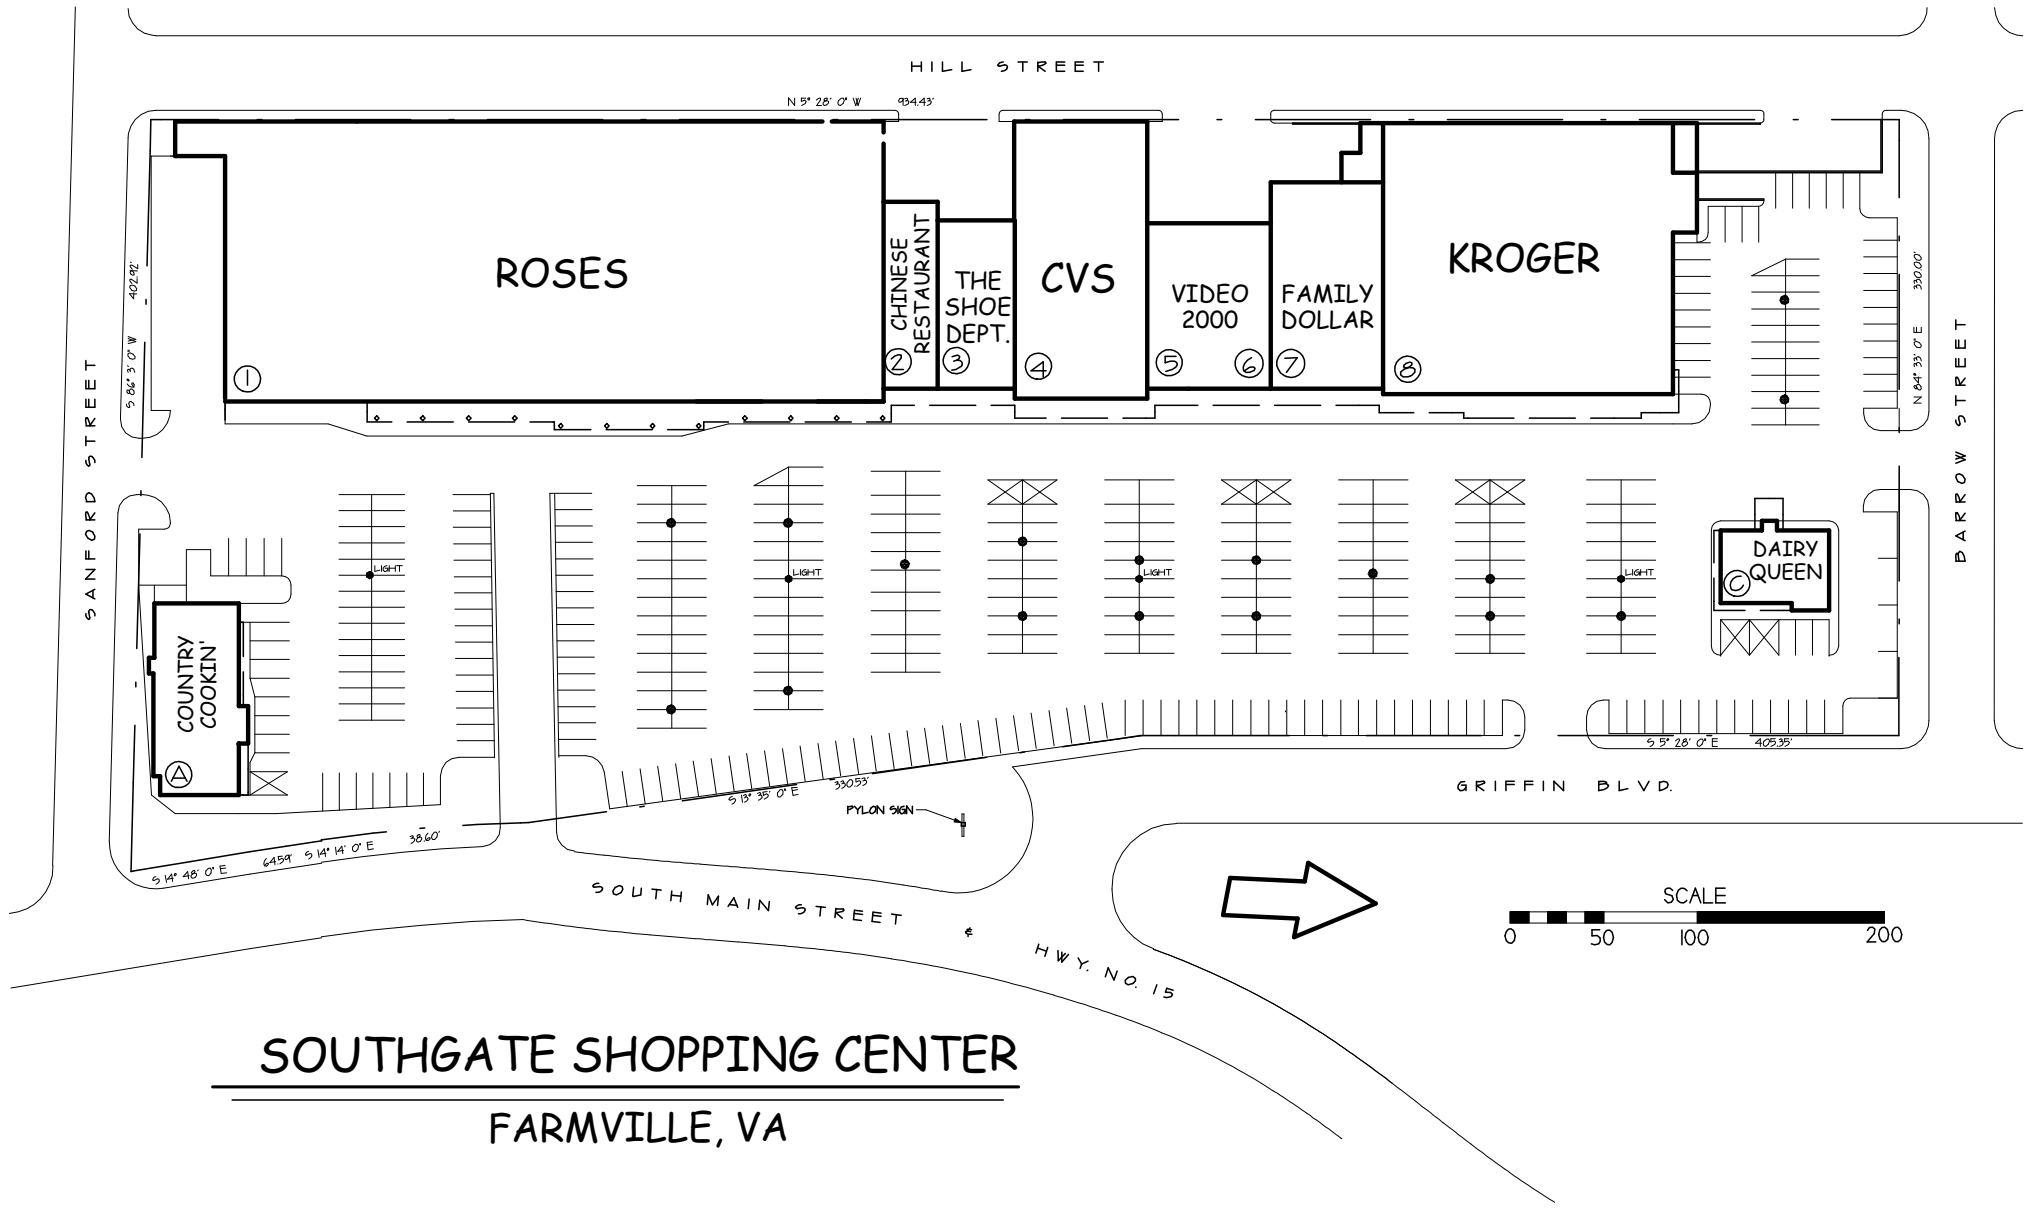 HILL STREET
N 5° 28' 0" W 934.43'
ROSES
1
CHINESE
RESTAURANT
2
THE
SHOE
DEPT.
3
CVS
4
VIDEO
2000
5
6
FAMILY
DOLLAR
7
KROGER
8
SANFORD STREET
S 86° 3' 0" W 402.92'
N 84° 33' 0" E 330.00'
BARROW STREET
LIGHT
LIGHT
LIGHT
LIGHT
DAIRY
QUEEN
C
COUNTRY
COOKIN'
A
S 14° 48' 0" E 64.59'
S 14° 14' 0" E 38.60'
S 13° 35' 0" E 330.53'
S 5° 28' 0" E 405.35'
PYLON SIGN
GRIFFIN BLVD.
SOUTH MAIN STREET & HWY. NO. 15
SCALE
0 50 100 200
SOUTHGATE SHOPPING CENTER
FARMVILLE, VA